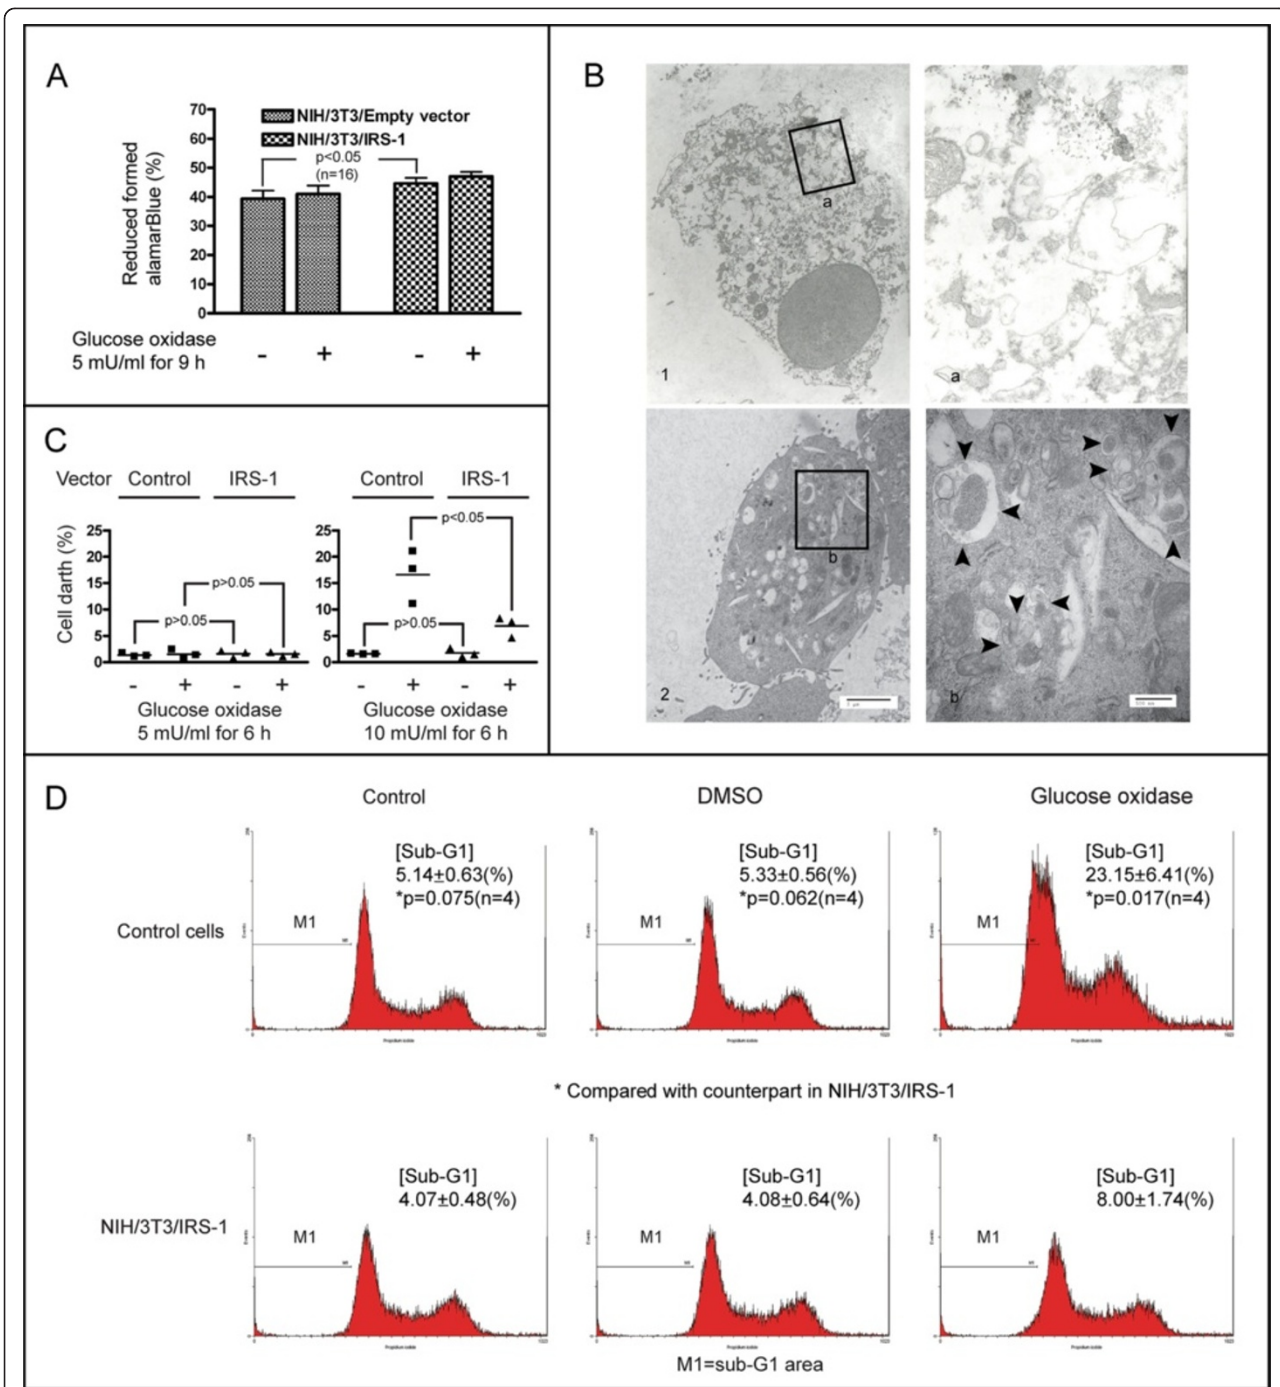 A
70
60
50
40
30
20
10
0
Reduced formed
alamarBlue (%)
NIH/3T3/Empty vector
NIH/3T3/IRS-1
p<0.05
(n=16)
Glucose oxidase
5 mU/ml for 9 h
- + - +
B
a
1
a
b
2
b
C
Vector Control IRS-1 Control IRS-1
Cell darth (%)
25
20
15
10
5
0
p>0.05
p>0.05
- + - +
Glucose oxidase
5 mU/ml for 6 h
25
20
15
10
5
0
p<0.05
p>0.05
- + - +
Glucose oxidase
10 mU/ml for 6 h
D
Control DMSO Glucose oxidase
Control cells
[Sub-G1]
5.14±0.63(%)
*p=0.075(n=4)
M1
[Sub-G1]
5.33±0.56(%)
*p=0.062(n=4)
M1
[Sub-G1]
23.15±6.41(%)
*p=0.017(n=4)
M1
* Compared with counterpart in NIH/3T3/IRS-1
NIH/3T3/IRS-1
[Sub-G1]
4.07±0.48(%)
M1
[Sub-G1]
4.08±0.64(%)
M1
[Sub-G1]
8.00±1.74(%)
M1
M1=sub-G1 area